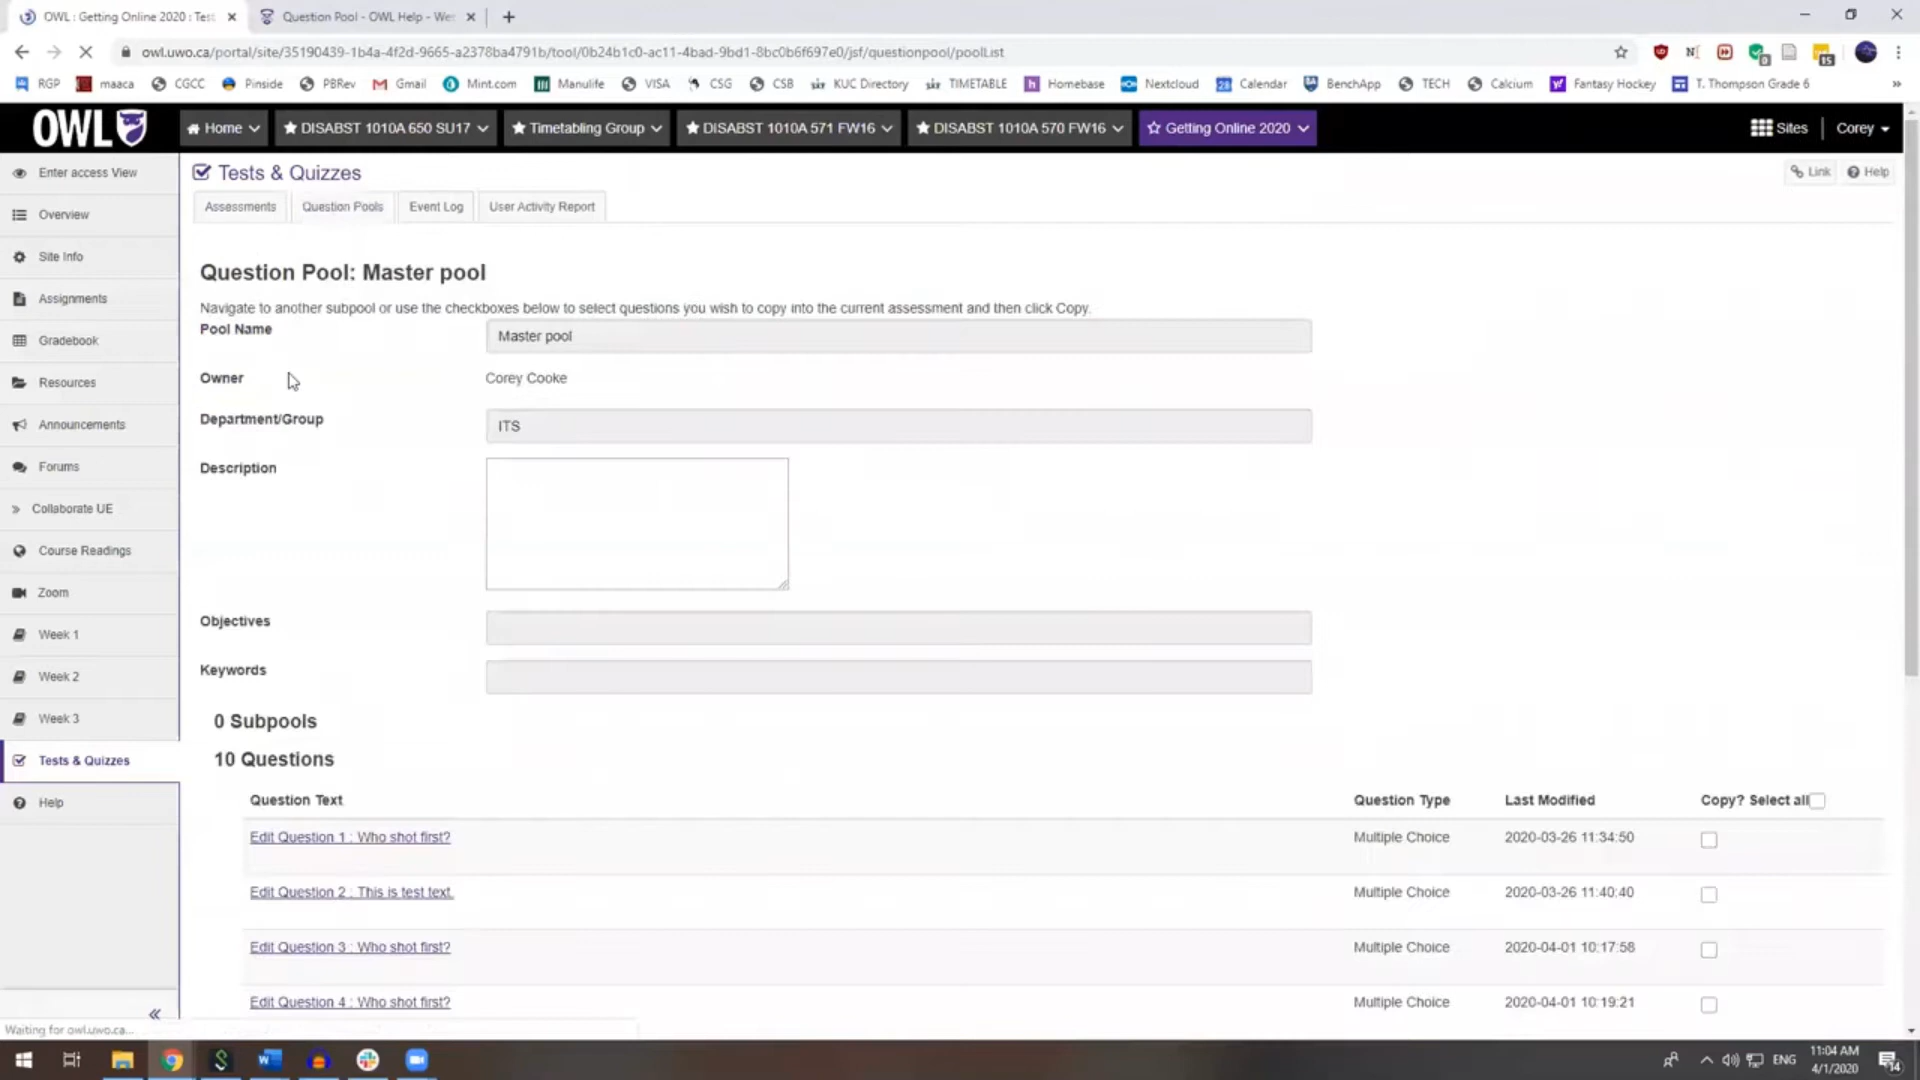 OWL : Getting Online 2020 : Test
Question Pool - OWL Help - Wes
owl.uwo.ca/portal/site/35190439-1b4a-4f2d-9665-a2378ba4791b/tool/0b24b1c0-ac11-4bad-9bd1-8bc0b6f697e0/jsf/questionpool/poolList
RGP maaca CGCC Pinside PBRev Gmail Mint.com Manulife VISA CSG CSB KUC Directory TIMETABLE Homebase Nextcloud Calendar BenchApp TECH Calcium Fantasy Hockey T. Thompson Grade 6
OWL Home DISABST 1010A 650 SU17 Timetabling Group DISABST 1010A 571 FW16 DISABST 1010A 570 FW16 Getting Online 2020 Sites Corey
Enter access View
Overview
Site Info
Assignments
Gradebook
Resources
Announcements
Forums
Collaborate UE
Course Readings
Zoom
Week 1
Week 2
Week 3
Tests & Quizzes
Help
Tests & Quizzes
Link Help
Assessments Question Pools Event Log User Activity Report
Question Pool: Master pool
Navigate to another subpool or use the checkboxes below to select questions you wish to copy into the current assessment and then click Copy.
Pool Name Master pool
Owner Corey Cooke
Department/Group ITS
Description
Objectives
Keywords
0 Subpools
10 Questions
Question Text Question Type Last Modified Copy? Select all
Edit Question 1 : Who shot first? Multiple Choice 2020-03-26 11:34:50
Edit Question 2 : This is test text. Multiple Choice 2020-03-26 11:40:40
Edit Question 3 : Who shot first? Multiple Choice 2020-04-01 10:17:58
Edit Question 4 : Who shot first? Multiple Choice 2020-04-01 10:19:21
Waiting for owl.uwo.ca...
ENG
11:04 AM
4/1/2020